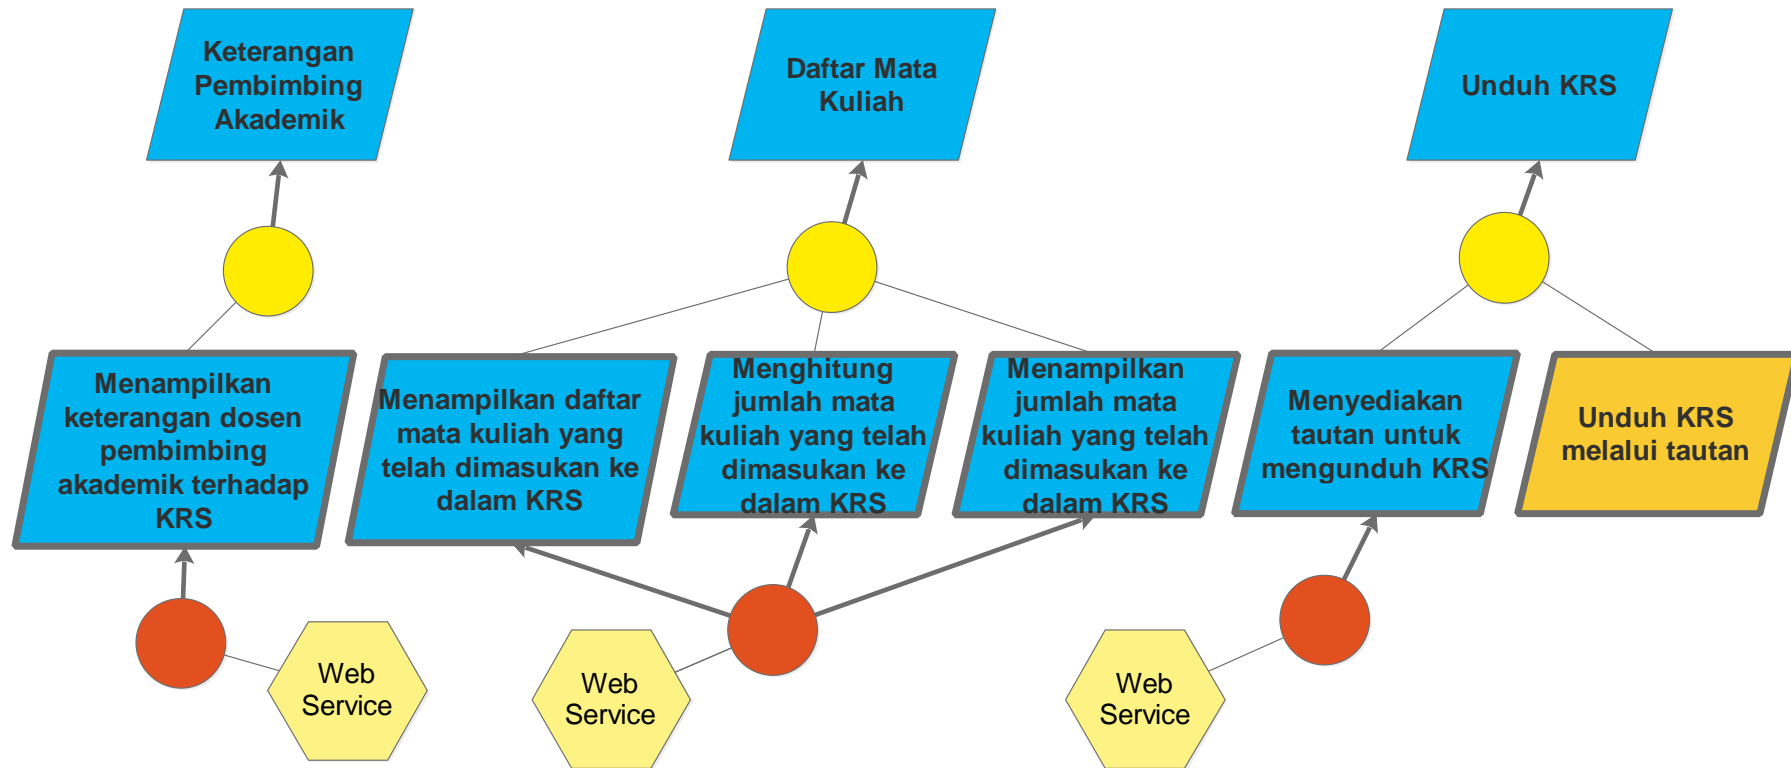 Keterangan
Pembimbing
Akademik
Daftar Mata
Kuliah
Unduh KRS
Menampilkan
keterangan dosen
pembimbing
akademik terhadap
KRS
Menampilkan daftar
mata kuliah yang
telah dimasukan ke
dalam KRS
Menghitung
jumlah mata
kuliah yang telah
dimasukan ke
dalam KRS
Menampilkan
jumlah mata
kuliah yang telah
dimasukan ke
dalam KRS
Menyediakan
tautan untuk
mengunduh KRS
Unduh KRS
melalui tautan
Web
Service
Web
Service
Web
Service